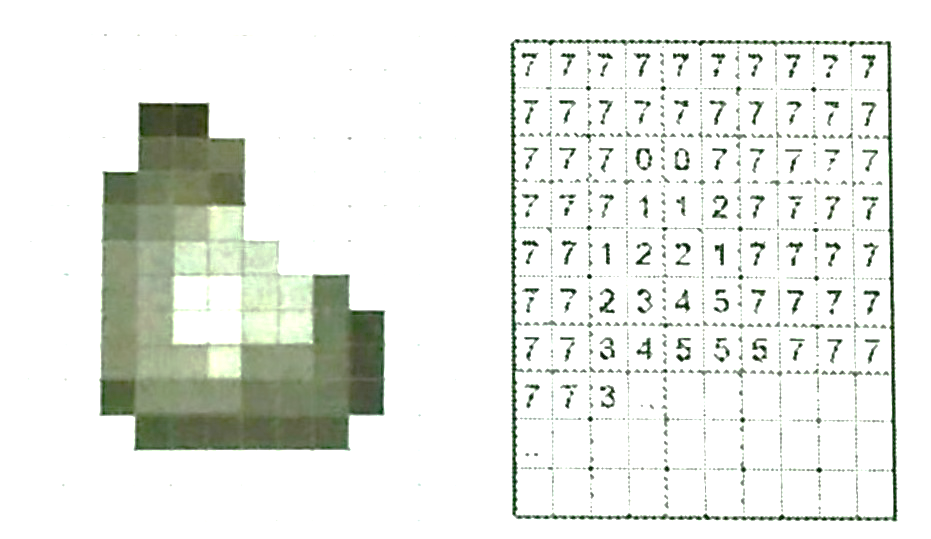 7 7 7 7 7 7 7 7 7 7
7 7 7 7 7 7 7 7 7 7
7 7 7 0 0 7 7 7 7 7
7 7 7 1 1 2 7 7 7 7
7 7 1 2 2 1 7 7 7 7
7 7 2 3 4 5 7 7 7 7
7 7 3 4 5 5 5 7 7 7
7 7 3 ...
..